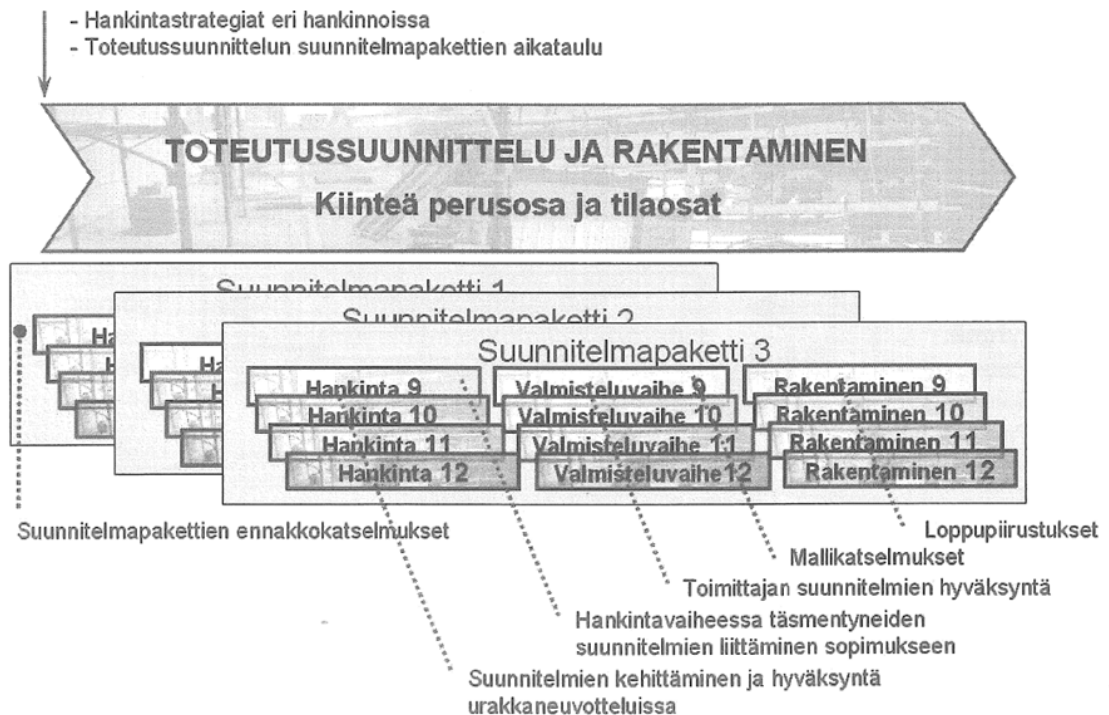 - Hankintastrategiat eri hankinnoissa
- Toteutussuunnittelun suunnitelmapakettien aikataulu
TOTEUTUSSUUNNITTELU JA RAKENTAMINEN
Kiinteä perusosa ja tilaosat
Suunnitelmapaketti 1
Suunnitelmapaketti 2
Suunnitelmapaketti 3
Hankinta 9
Valmisteluvaihe 9
Rakentaminen 9
Hankinta 10
Valmisteluvaihe 10
Rakentaminen 10
Hankinta 11
Valmisteluvaihe 11
Rakentaminen 11
Hankinta 12
Valmisteluvaihe 12
Rakentaminen 12
Suunnitelmapakettien ennakkokatselmukset
Loppupiirustukset
Mallikatselmukset
Toimittajan suunnitelmien hyväksyntä
Hankintavaiheessa täsmentyneiden
suunnitelmien liittäminen sopimukseen
Suunnitelmien kehittäminen ja hyväksyntä
urakkaneuvotteluissa